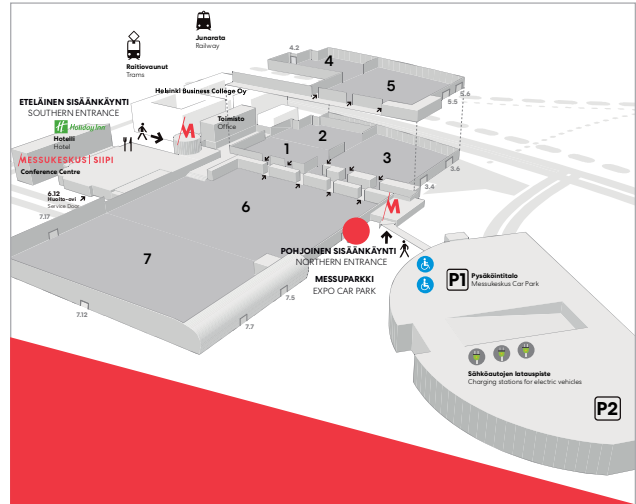 Junarata
Railway
Raitiovaunut
Trams
4.2
4
5
5.6
5.5
Helsinki Business College Oy
ETELÄINEN SISÄÄNKÄYNTI
SOUTHERN ENTRANCE
H Holiday Inn
Hotelli
Hotel
M
Toimisto
Office
MESSUKESKUS | SIIPI
Conference Centre
1
2
3
3.6
3.4
6.12
Huolto-ovi
Service Door
7.17
6
M
7
POHJOINEN SISÄÄNKÄYNTI
NORTHERN ENTRANCE
MESSUPARKKI
EXPO CAR PARK
P1
Pysäköintitalo
Messukeskus Car Park
7.5
7.7
7.12
Sähköautojen latauspiste
Charging stations for electric vehicles
P2